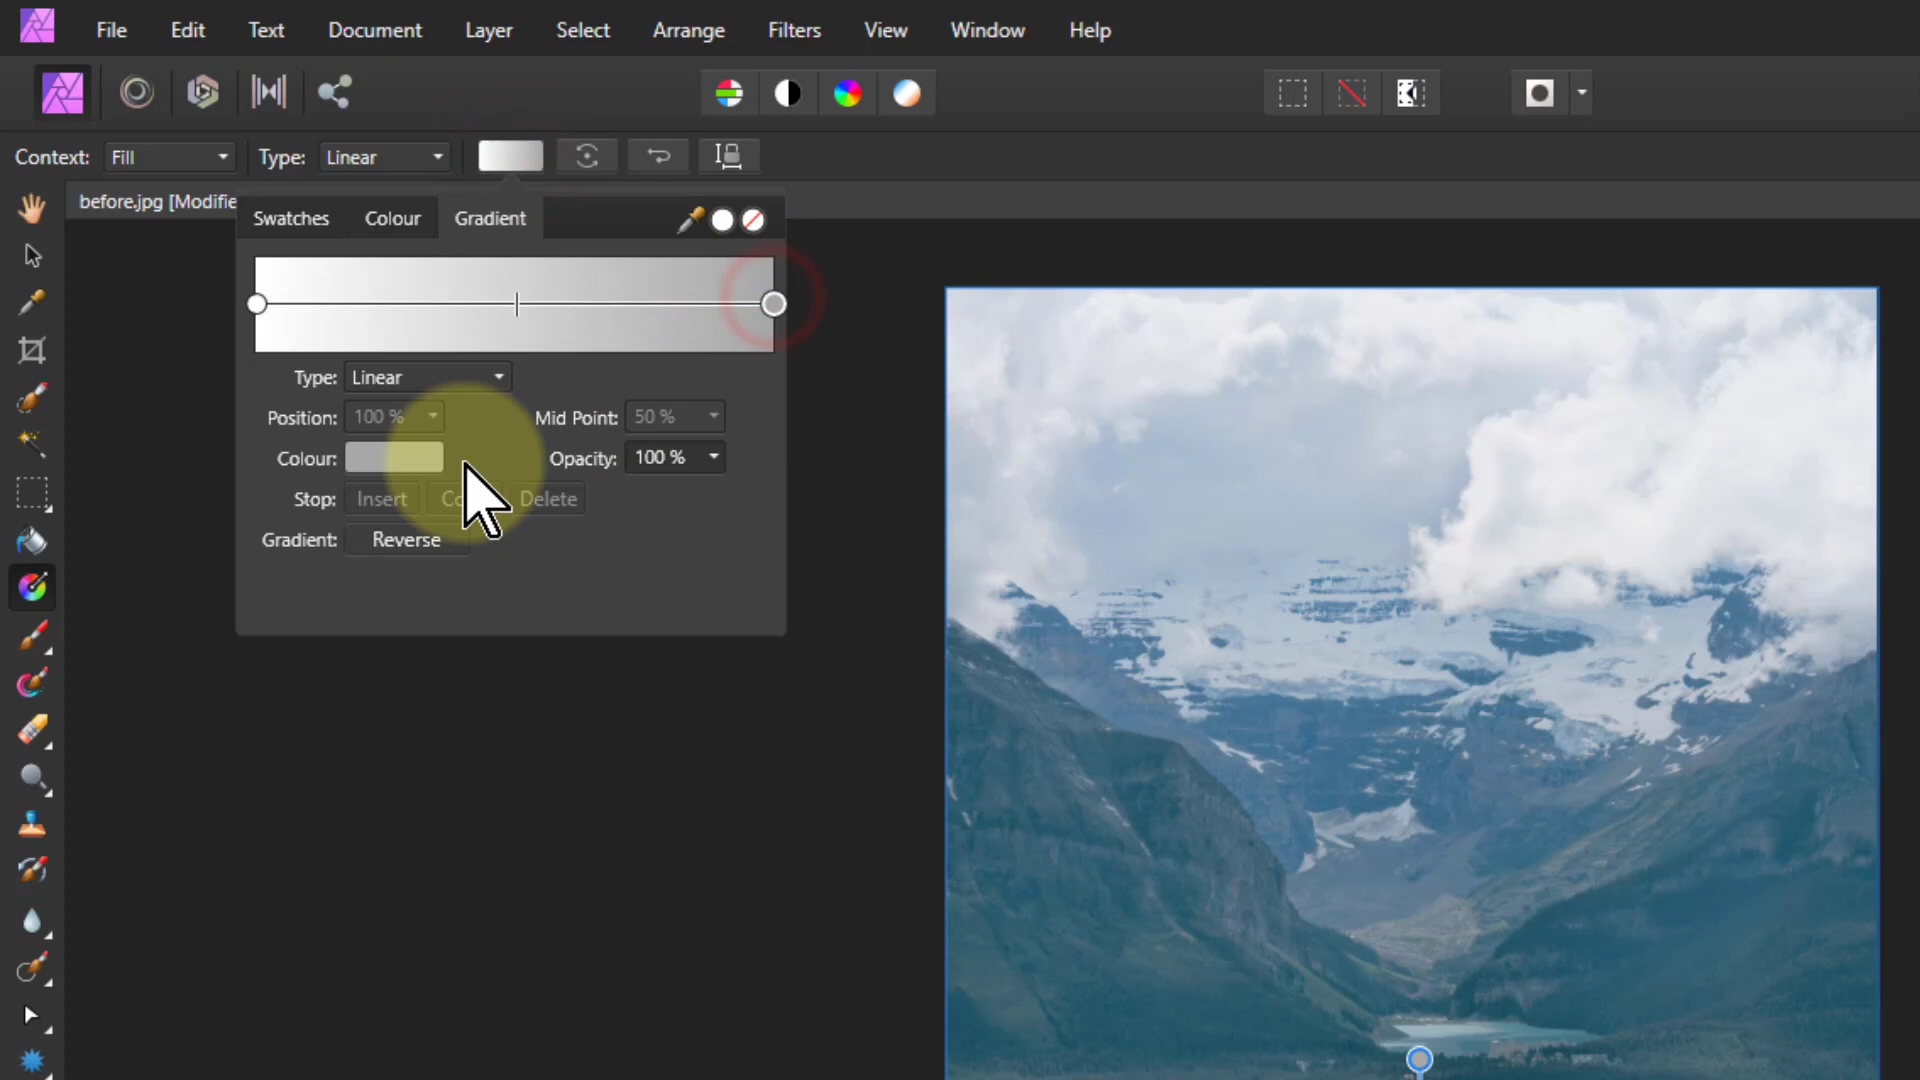 File Edit Text Document Layer Select Arrange Filters View Window Help
Context: Fill Type: Linear
before.jpg [Modifie
Swatches Colour Gradient
Type: Linear
Position: 100 % Mid Point: 50 %
Colour: Opacity: 100 %
Stop: Insert Delete
Gradient: Reverse